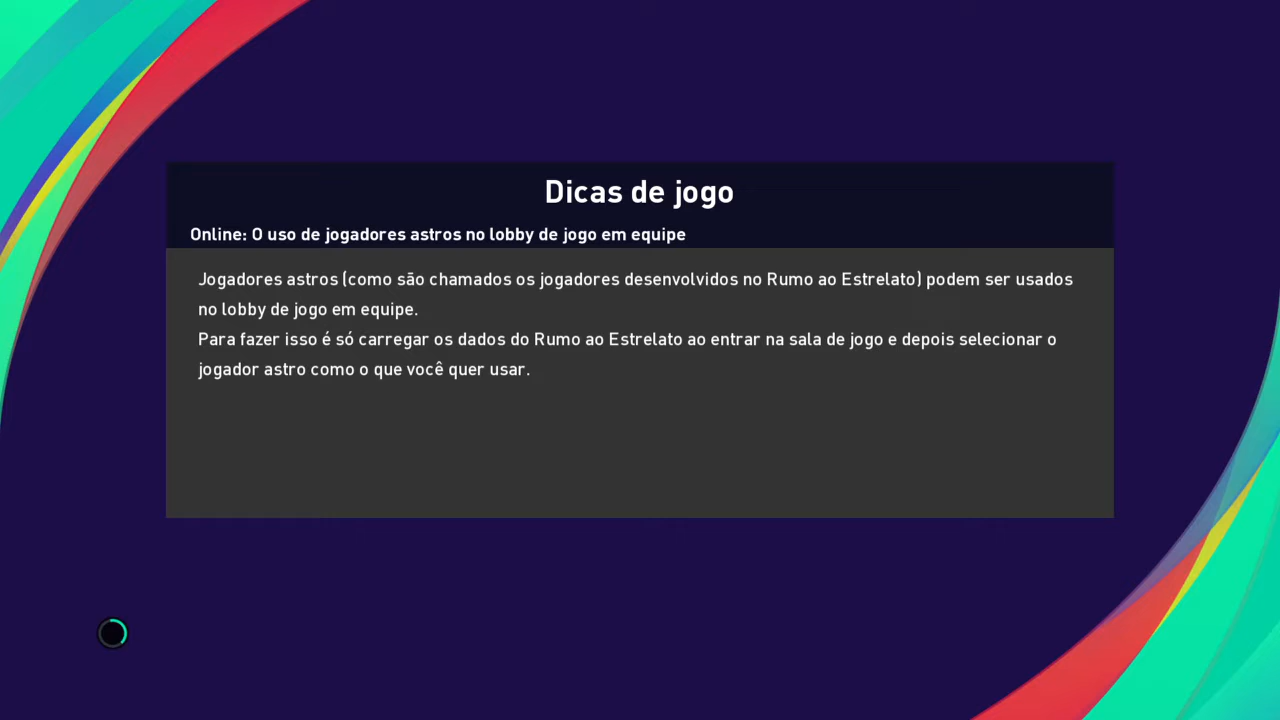 Dicas de jogo
Online: O uso de jogadores astros no lobby de jogo em equipe
Jogadores astros (como são chamados os jogadores desenvolvidos no Rumo ao Estrelato) podem ser usados
no lobby de jogo em equipe.
Para fazer isso é só carregar os dados do Rumo ao Estrelato ao entrar na sala de jogo e depois selecionar o
jogador astro como o que você quer usar.